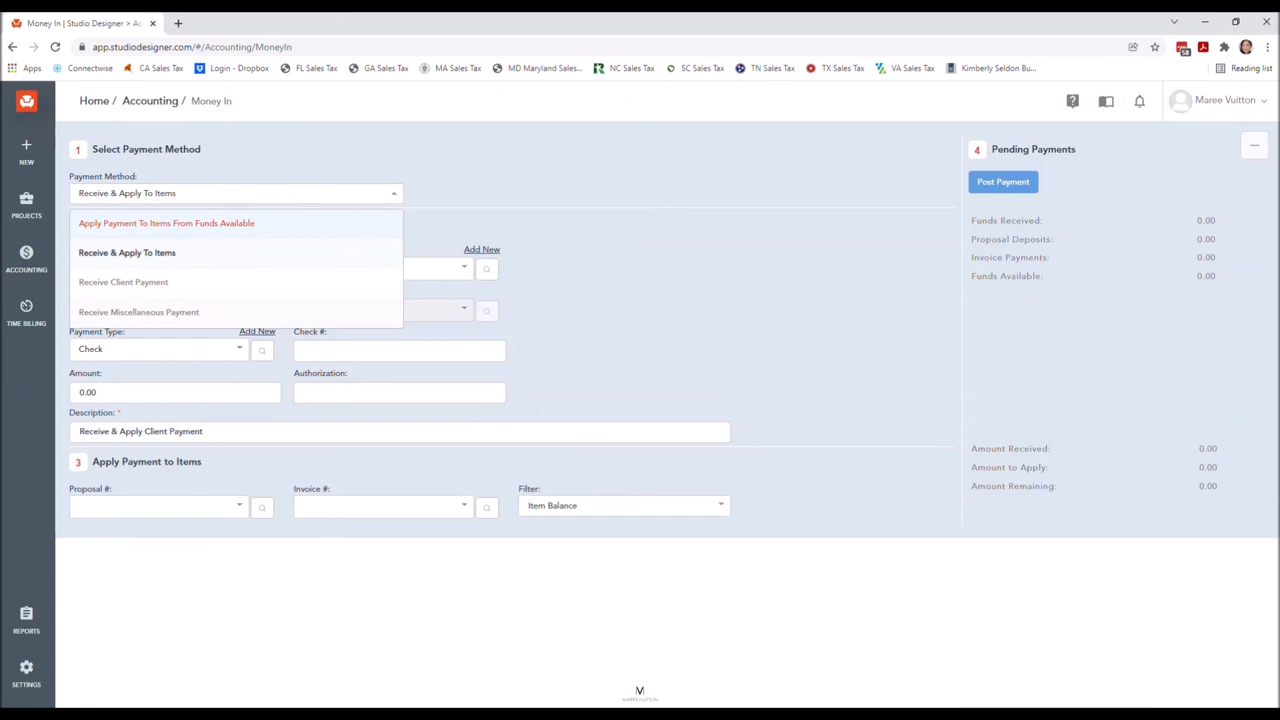 Money In | Studio Designer > Ac
app.studiodesigner.com/#/Accounting/MoneyIn
58
Apps
Connectwise
CA Sales Tax
Login - Dropbox
FL Sales Tax
GA Sales Tax
MA Sales Tax
MD Maryland Sales...
NC Sales Tax
SC Sales Tax
TN Sales Tax
TX Sales Tax
VA Sales Tax
Kimberly Seldon Bu...
Reading list
Home / Accounting / Money In
Maree Vuitton
NEW
PROJECTS
ACCOUNTING
TIME BILLING
REPORTS
SETTINGS
1 Select Payment Method
Payment Method:
Receive & Apply To Items
Apply Payment To Items From Funds Available
Receive & Apply To Items
Receive Client Payment
Receive Miscellaneous Payment
Add New
Payment Type:
Add New
Check #:
Check
Amount:
Authorization:
0.00
Description: *
Receive & Apply Client Payment
3 Apply Payment to Items
Proposal #:
Invoice #:
Filter:
Item Balance
4 Pending Payments
Post Payment
Funds Received: 0.00
Proposal Deposits: 0.00
Invoice Payments: 0.00
Funds Available: 0.00
Amount Received: 0.00
Amount to Apply: 0.00
Amount Remaining: 0.00
M
MAREE VUITTON